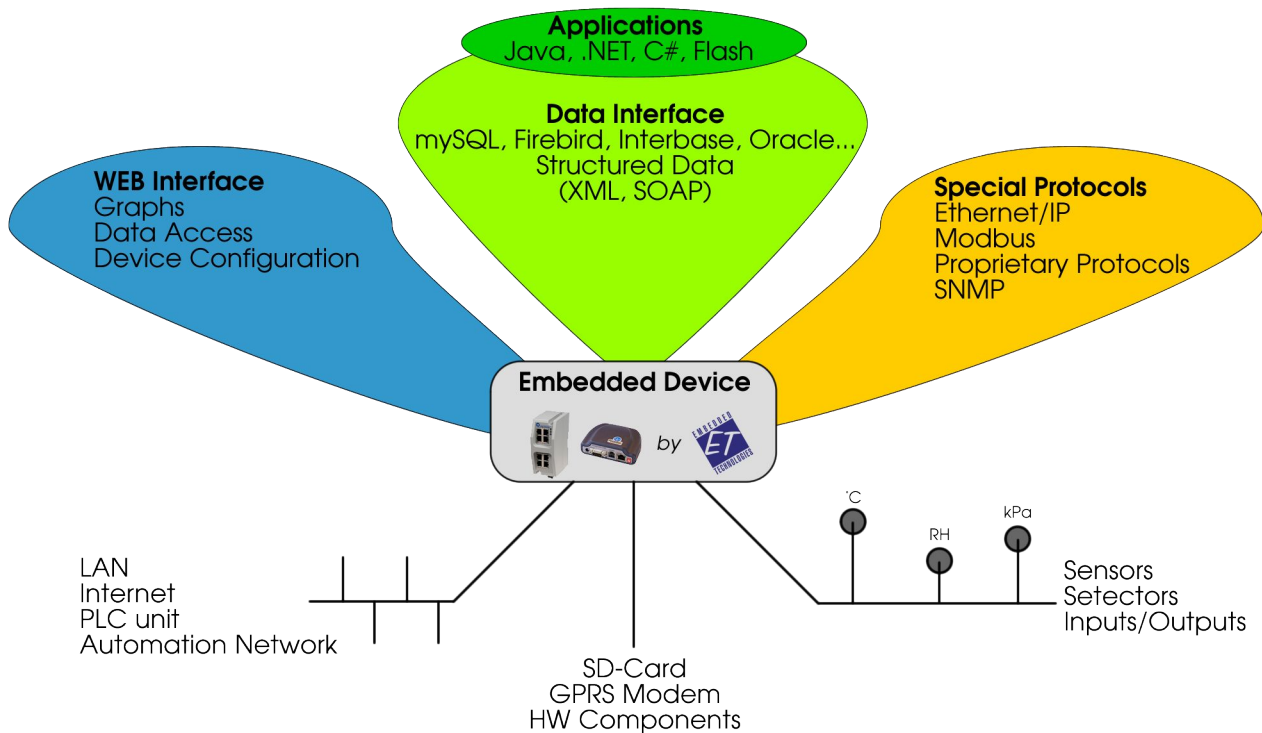 Applications
Java, .NET, C#, Flash
Data Interface
mySQL, Firebird, Interbase, Oracle...
Structured Data
(XML, SOAP)
WEB Interface
Graphs
Data Access
Device Configuration
Special Protocols
Ethernet/IP
Modbus
Proprietary Protocols
SNMP
Embedded Device
by
EMBEDDED
ET
TECHNOLOGIES
°C
RH
kPa
LAN
Internet
PLC unit
Automation Network
SD-Card
GPRS Modem
HW Components
Sensors
Setectors
Inputs/Outputs